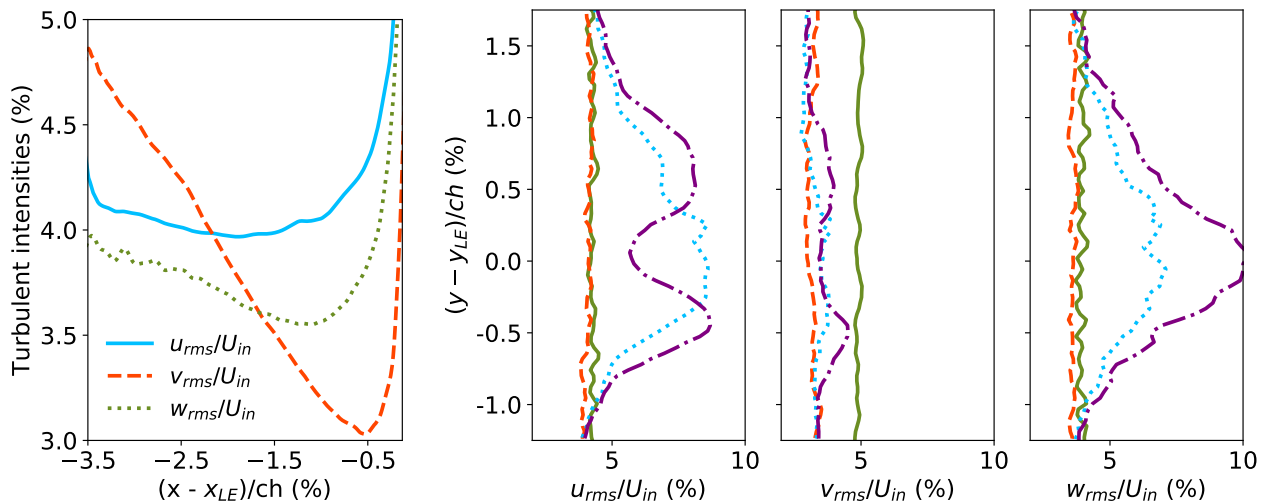 Turbulent intensities (%)
5.0
4.5
4.0
3.5
3.0
u_rms/U_in
v_rms/U_in
w_rms/U_in
−3.5 −2.5 −1.5 −0.5
(x - x_LE)/ch (%)
(y − y_LE)/ch (%)
1.5
1.0
0.5
0.0
-0.5
-1.0
5 10
u_rms/U_in (%)
5 10
v_rms/U_in (%)
5 10
w_rms/U_in (%)